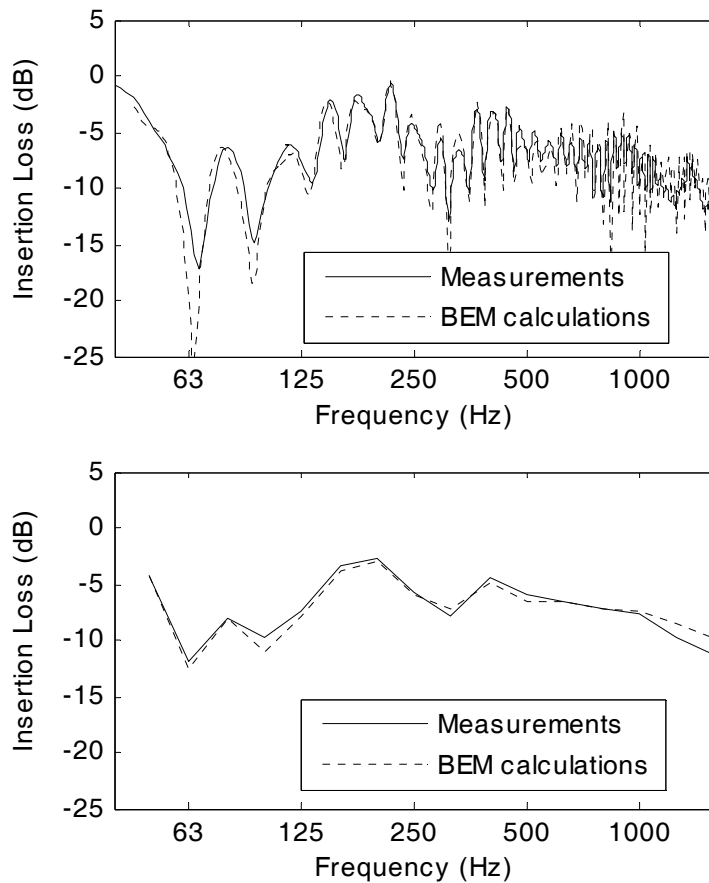 5
0
-5
-10
-15
-20
-25
Insertion Loss (dB)
Measurements
BEM calculations
63 125 250 500 1000
Frequency (Hz)
5
0
-5
-10
-15
-20
-25
Insertion Loss (dB)
Measurements
BEM calculations
63 125 250 500 1000
Frequency (Hz)